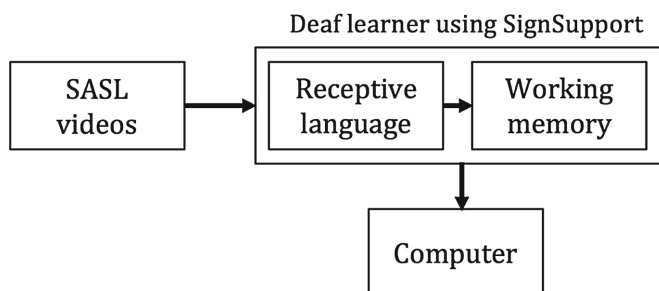 Deaf learner using SignSupport
SASL
videos
Receptive
language
Working
memory
Computer